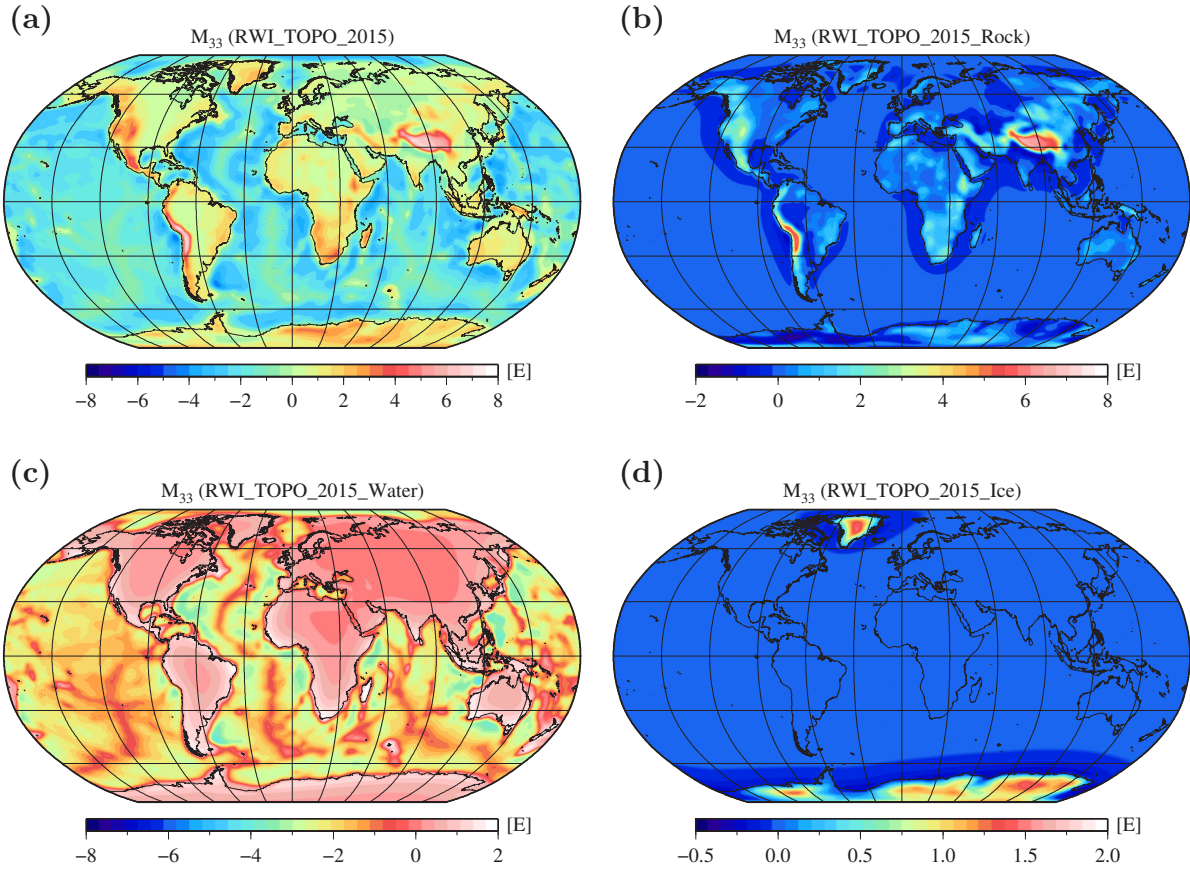 (a)
M₃₃ (RWI_TOPO_2015)
[E]
−8 −6 −4 −2 0 2 4 6 8
(b)
M₃₃ (RWI_TOPO_2015_Rock)
[E]
−2 0 2 4 6 8
(c)
M₃₃ (RWI_TOPO_2015_Water)
[E]
−8 −6 −4 −2 0 2
(d)
M₃₃ (RWI_TOPO_2015_Ice)
[E]
−0.5 0.0 0.5 1.0 1.5 2.0